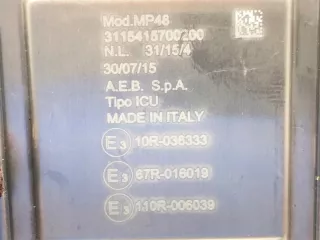 Mod.MP48
3115415700200
N.L. 31/15/4
30/07/15
A.E.B. S.p.A.
Tipo ICU
MADE IN ITALY
E3 10R-036333
E3 67R-016019
E3 110R-006039